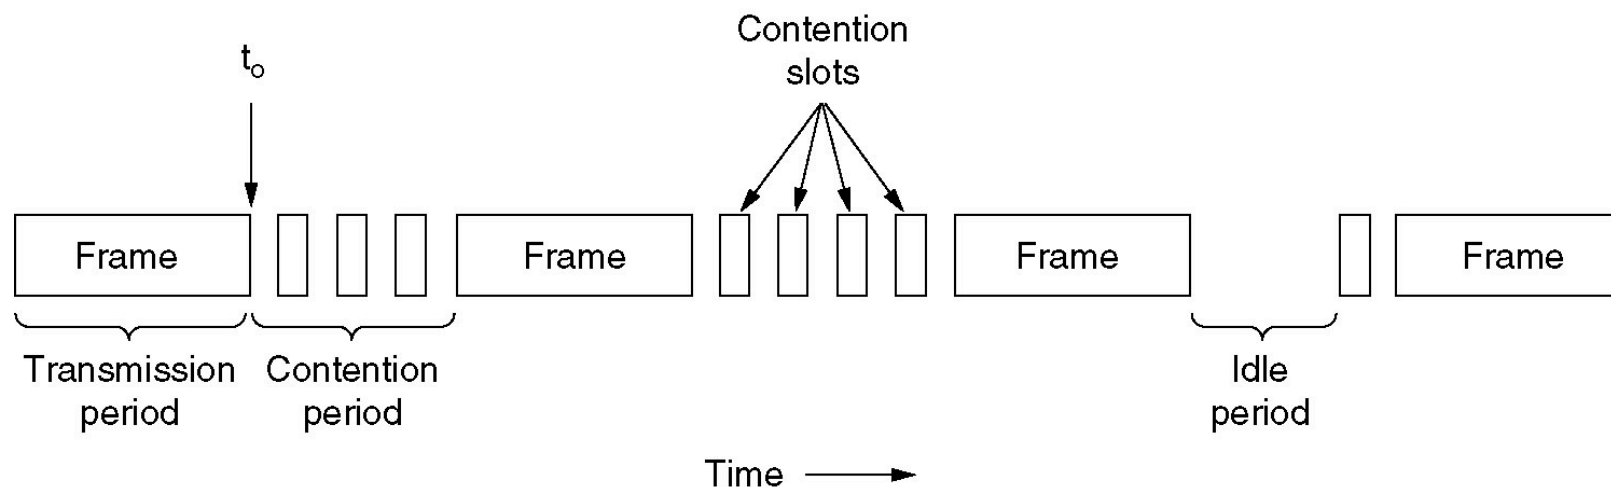 Contention
slots
t₀
Frame
Frame
Frame
Frame
Transmission
period
Contention
period
Idle
period
Time